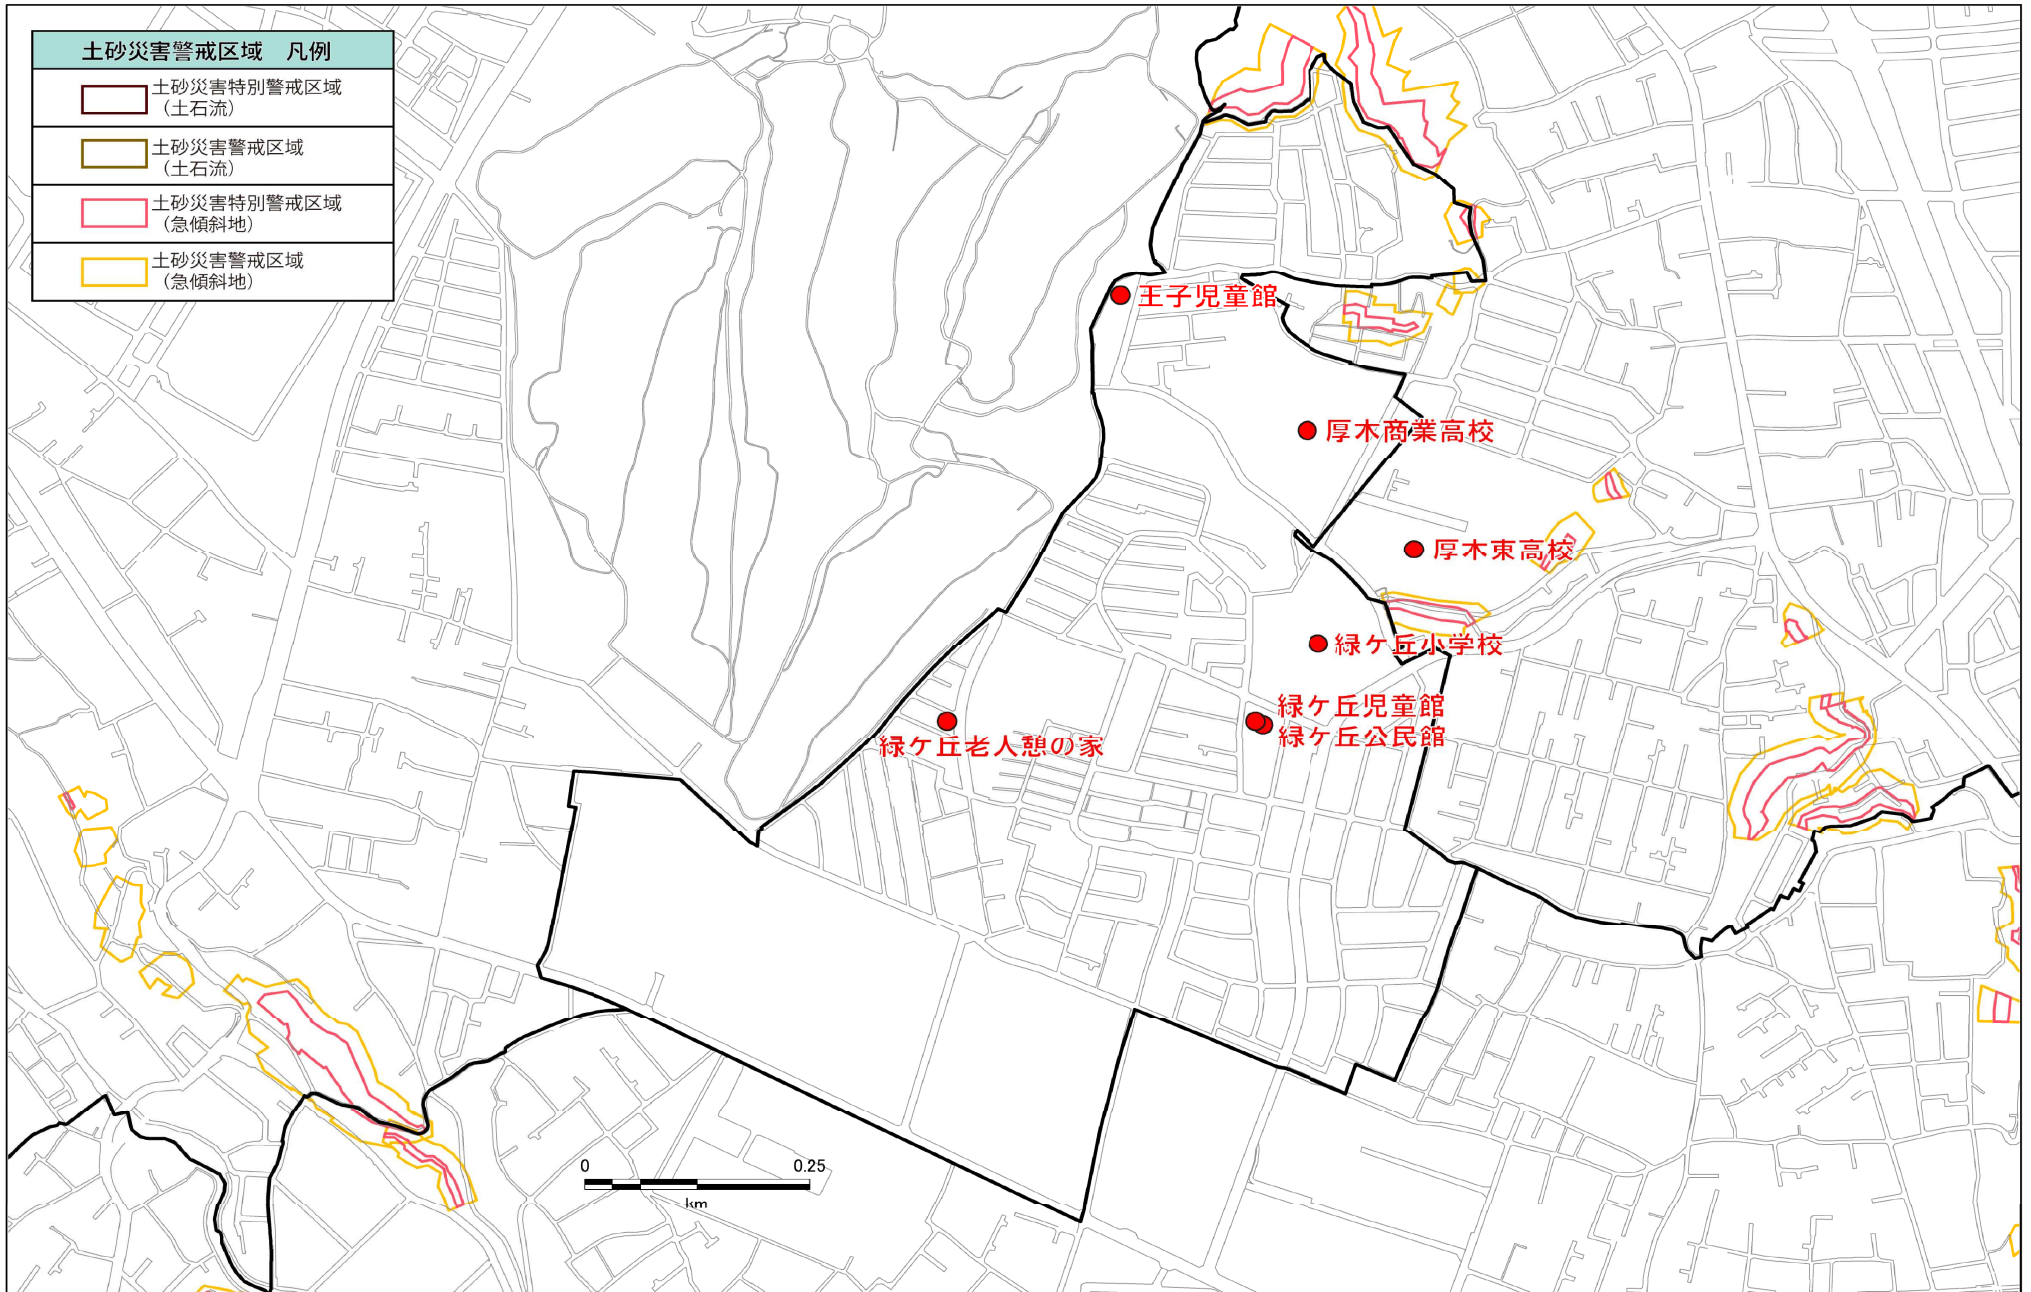 土砂災害警戒区域 凡例
土砂災害特別警戒区域
（土石流）
土砂災害警戒区域
（土石流）
土砂災害特別警戒区域
（急傾斜地）
土砂災害警戒区域
（急傾斜地）
王子児童館
厚木商業高校
厚木東高校
緑ケ丘小学校
緑ケ丘児童館
緑ケ丘公民館
緑ケ丘老人憩の家
0 0.25
km